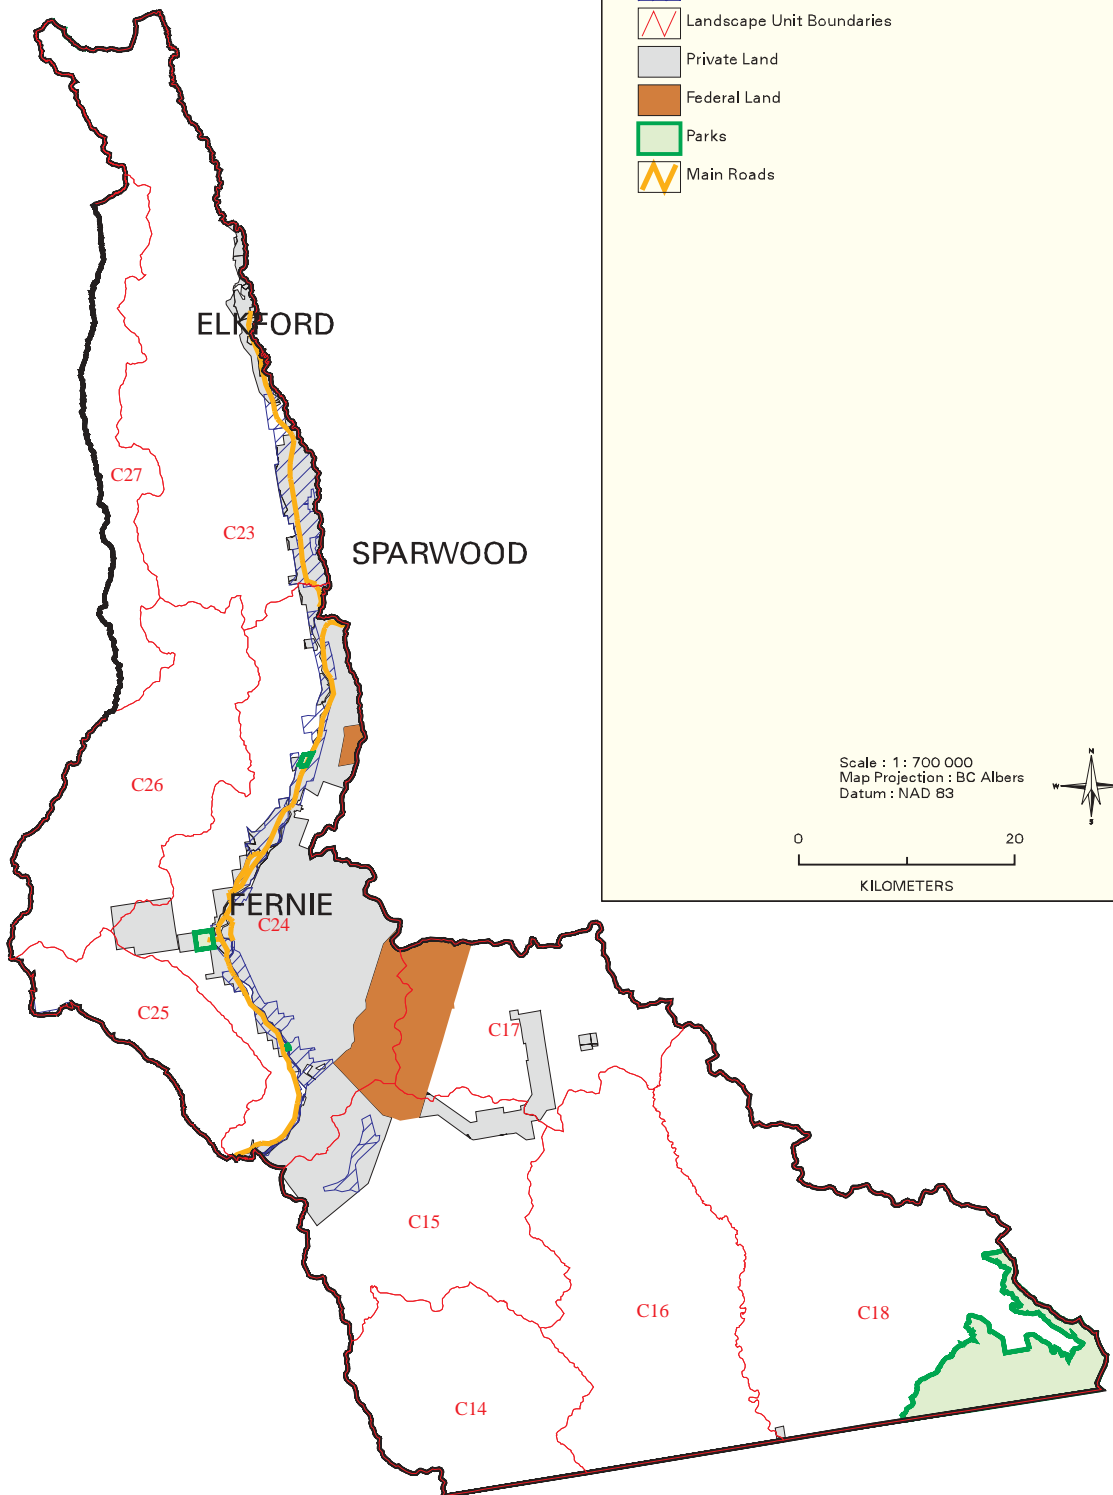 Landscape Unit Boundaries
Private Land
Federal Land
Parks
Main Roads
ELKFORD
C27
C23
SPARWOOD
C26
Scale : 1 : 700 000
Map Projection : BC Albers
Datum : NAD 83
N
W
S
0 20
KILOMETERS
FERNIE
C24
C25
C17
C15
C16
C18
C14